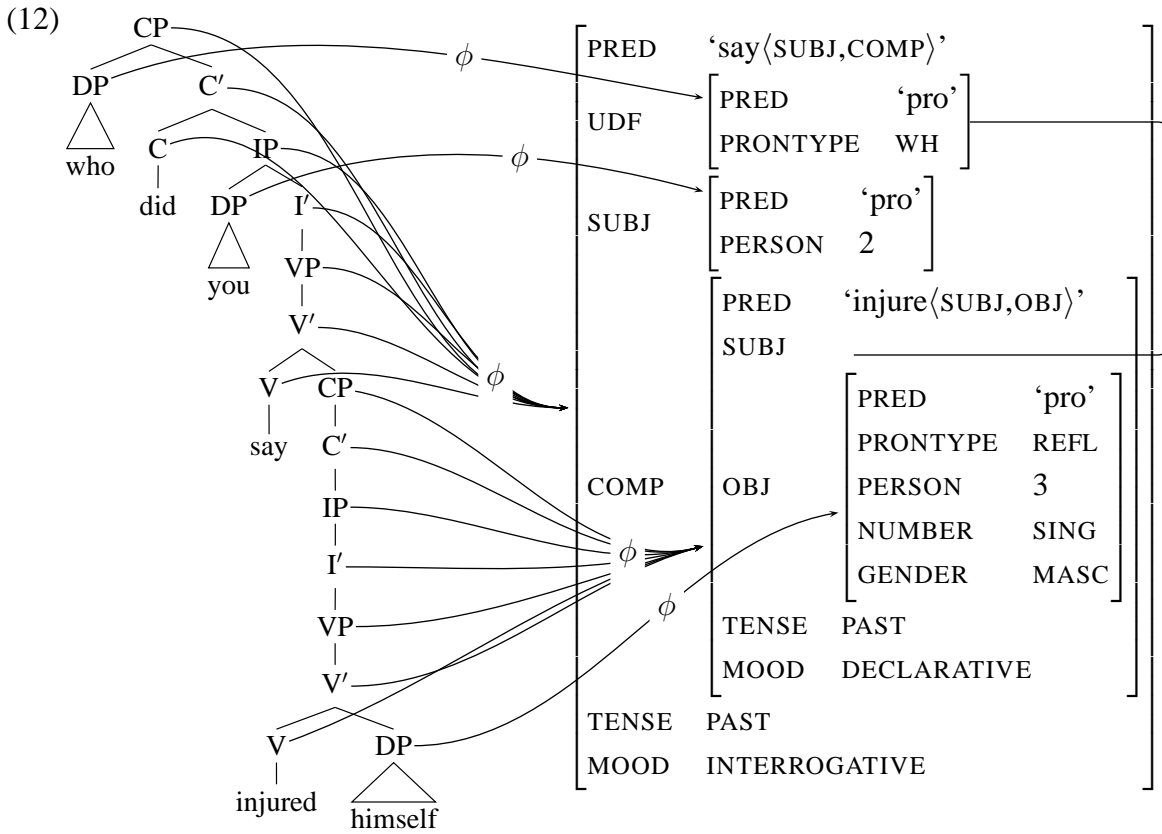 (12)
CP
DP C′
who
C IP
did
DP I′
you
VP
V′
V CP
say
C′
IP
I′
VP
V′
V DP
injured
himself
ϕ
ϕ
ϕ
ϕ
ϕ
PRED ‘say⟨SUBJ,COMP⟩’
UDF
PRED ‘pro’
PRONTYPE WH
SUBJ
PRED ‘pro’
PERSON 2
COMP
PRED ‘injure⟨SUBJ,OBJ⟩’
SUBJ
OBJ
PRED ‘pro’
PRONTYPE REFL
PERSON 3
NUMBER SING
GENDER MASC
TENSE PAST
MOOD DECLARATIVE
TENSE PAST
MOOD INTERROGATIVE